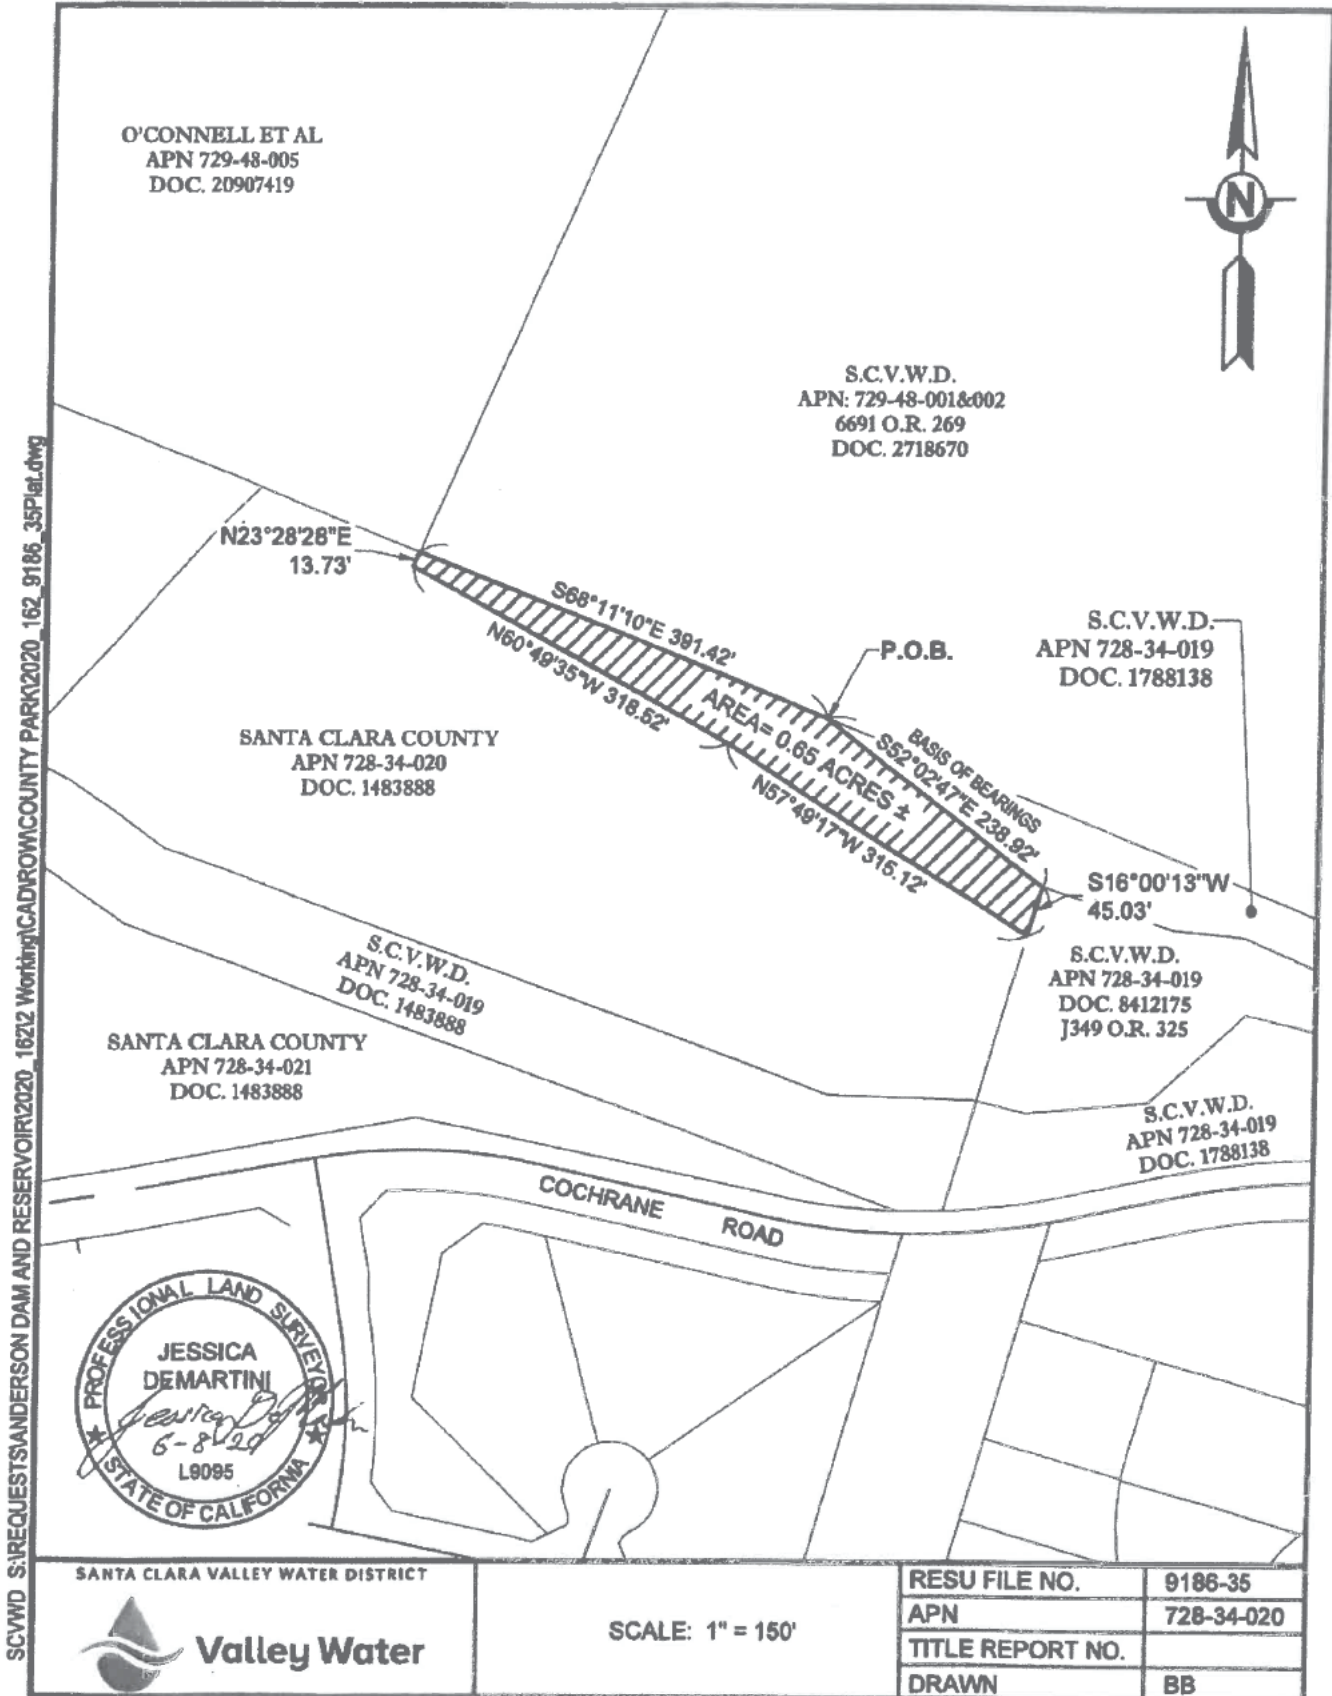 O'CONNELL ET AL
APN 729-48-005
DOC. 20907419
N
S.C.V.W.D.
APN: 729-48-001&002
6691 O.R. 269
DOC. 2718670
N23°28'28"E
13.73'
S68°11'10"E 391.42'
N60°49'35"W 318.52'
P.O.B.
S.C.V.W.D.
APN 728-34-019
DOC. 1788138
AREA= 0.65 ACRES ±
BASIS OF BEARINGS
S52°02'47"E 238.92'
N57°49'17"W 315.12'
SANTA CLARA COUNTY
APN 728-34-020
DOC. 1483888
S16°00'13"W
45.03'
S.C.V.W.D.
APN 728-34-019
DOC. 8412175
J349 O.R. 325
S.C.V.W.D.
APN 728-34-019
DOC. 1483888
SANTA CLARA COUNTY
APN 728-34-021
DOC. 1483888
S.C.V.W.D.
APN 728-34-019
DOC. 1788138
COCHRANE ROAD
PROFESSIONAL LAND SURVEYOR
JESSICA
DEMARTINI
6-8-20
L9095
STATE OF CALIFORNIA
SCVWD S:\REQUESTS\ANDERSON DAM AND RESERVOIR\2020_162\2 Working\CAD\ROW\COUNTY PARK\2020_162_9186_35Plat.dwg
SANTA CLARA VALLEY WATER DISTRICT
Valley Water
SCALE: 1" = 150'
RESU FILE NO. 9186-35
APN 728-34-020
TITLE REPORT NO.
DRAWN BB